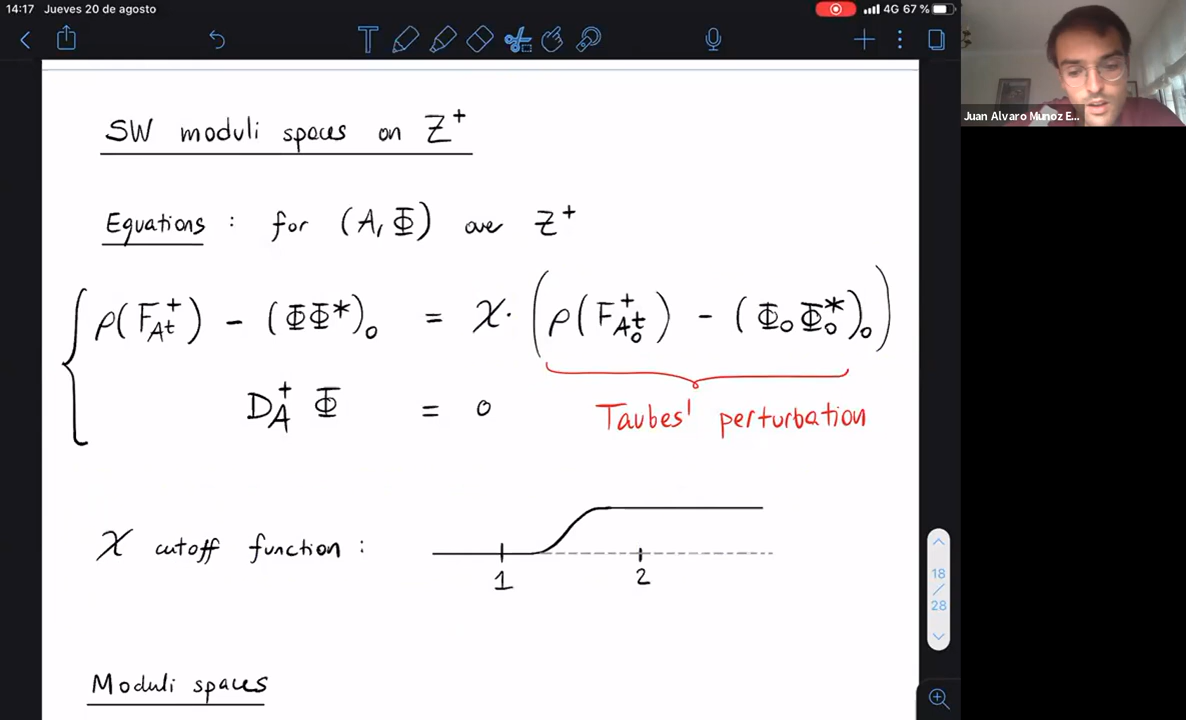 14:17 Jueves 20 de agosto
4G 67 %
Juan Alvaro Munoz E...
SW moduli spaces on Z⁺
Equations : for (A, Φ) over Z⁺
ρ(F⁺_{Aᵗ}) - (ΦΦ*)₀ = χ · (ρ(F⁺_{A₀ᵗ}) - (Φ₀Φ₀*)₀)
D⁺_A Φ = 0
Taubes' perturbation
χ cutoff function :
1 2
18
/
28
Moduli spaces